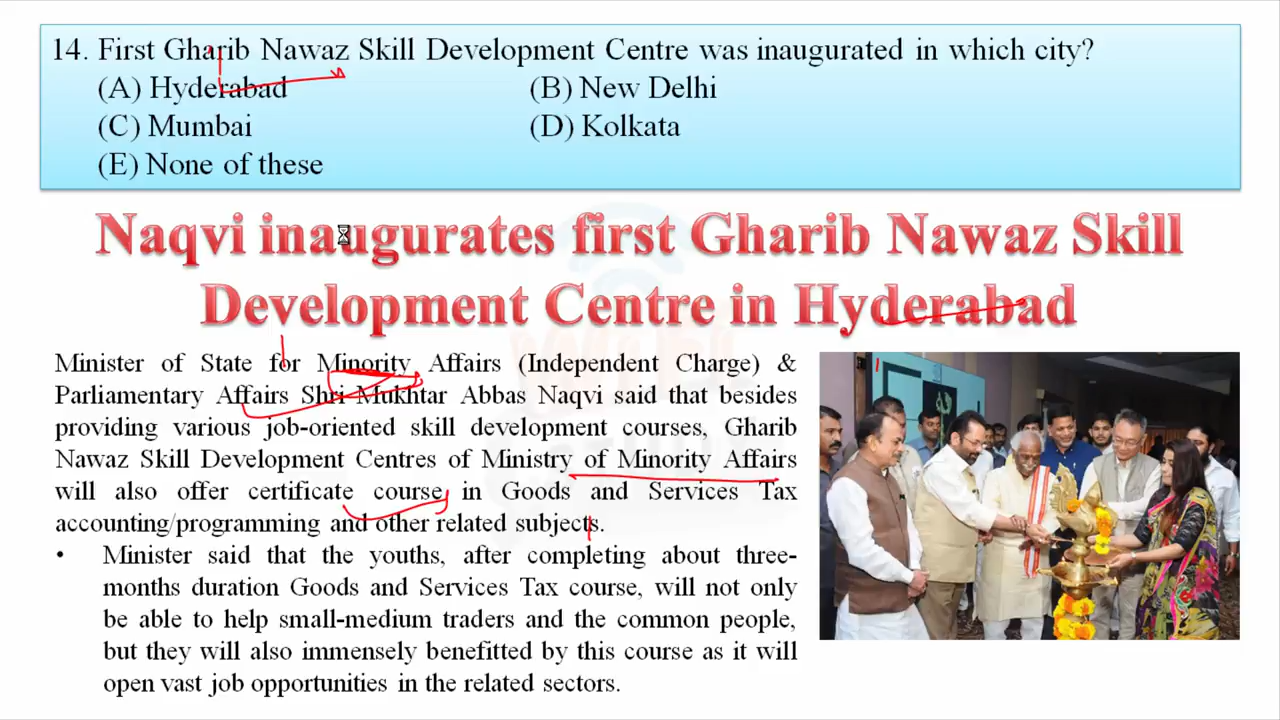 14. First Gharib Nawaz Skill Development Centre was inaugurated in which city?
(A) Hyderabad (B) New Delhi
(C) Mumbai (D) Kolkata
(E) None of these
Naqvi inaugurates first Gharib Nawaz Skill
Development Centre in Hyderabad
Minister of State for Minority Affairs (Independent Charge) &
Parliamentary Affairs Shri Mukhtar Abbas Naqvi said that besides
providing various job-oriented skill development courses, Gharib
Nawaz Skill Development Centres of Ministry of Minority Affairs
will also offer certificate course in Goods and Services Tax
accounting/programming and other related subjects.
• Minister said that the youths, after completing about three-
months duration Goods and Services Tax course, will not only
be able to help small-medium traders and the common people,
but they will also immensely benefitted by this course as it will
open vast job opportunities in the related sectors.